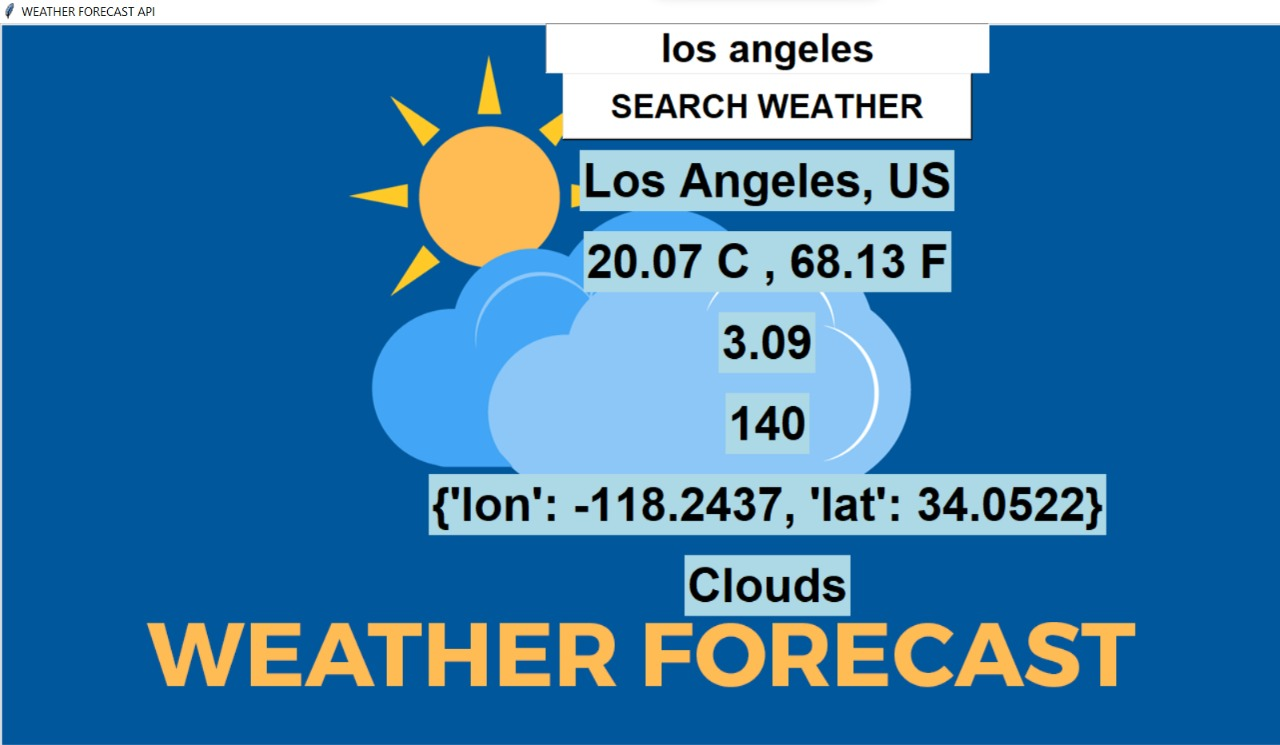 WEATHER FORECAST API
los angeles
SEARCH WEATHER
Los Angeles, US
20.07 C , 68.13 F
3.09
140
{'lon': -118.2437, 'lat': 34.0522}
Clouds
WEATHER FORECAST